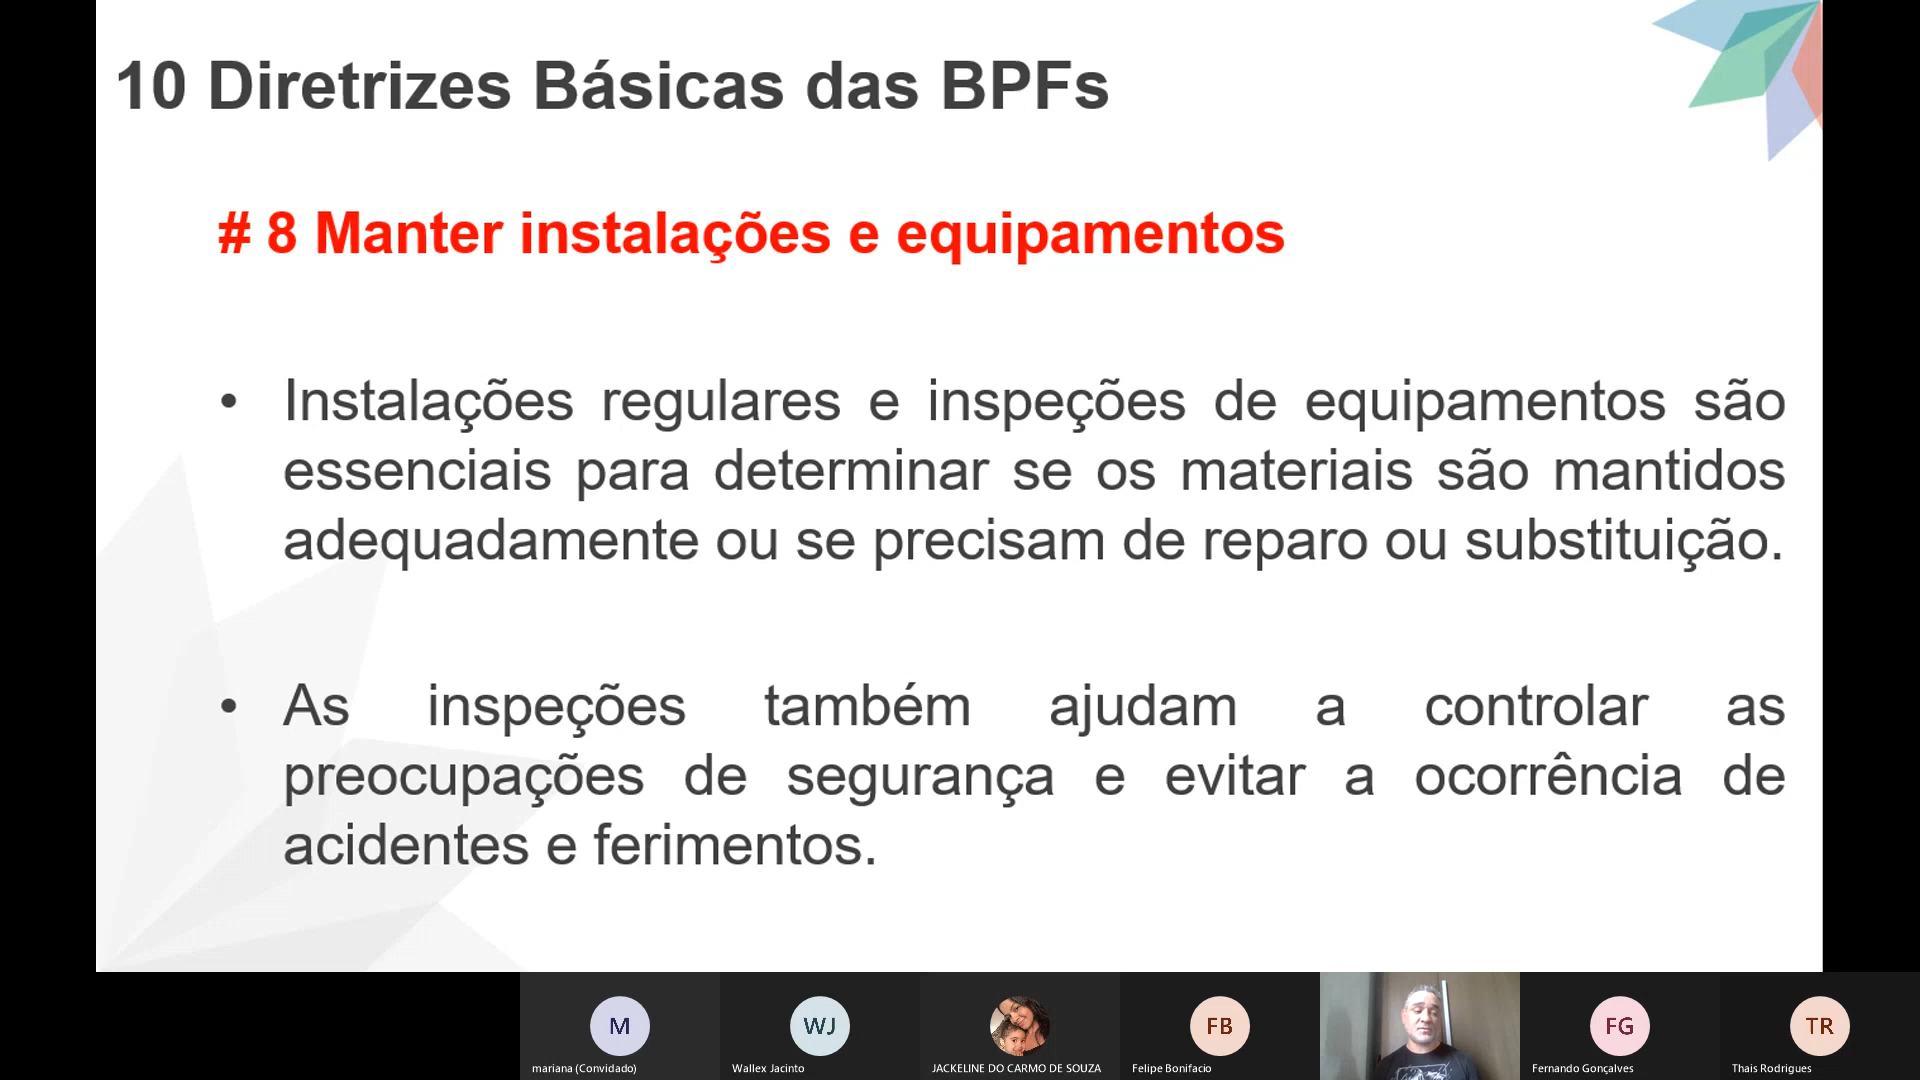 10 Diretrizes Básicas das BPFs
# 8 Manter instalações e equipamentos
• Instalações regulares e inspeções de equipamentos são
essenciais para determinar se os materiais são mantidos
adequadamente ou se precisam de reparo ou substituição.
• As inspeções também ajudam a controlar as
preocupações de segurança e evitar a ocorrência de
acidentes e ferimentos.
M
WJ
FB
FG
TR
mariana (Convidado)
Wallex Jacinto
JACKELINE DO CARMO DE SOUZA
Felipe Bonifacio
Fernando Gonçalves
Thais Rodrigues